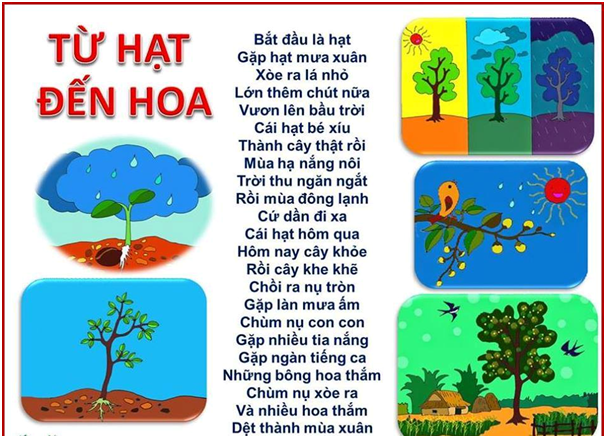 TỪ HẠT
ĐẾN HOA
Bắt đầu là hạt
Gặp hạt mưa xuân
Xòe ra lá nhỏ
Lớn thêm chút nữa
Vươn lên bầu trời
Cái hạt bé xíu
Thành cây thật rồi
Mùa hạ nắng nôi
Trời thu ngăn ngắt
Rồi mùa đông lạnh
Cứ dần đi xa
Cái hạt hôm qua
Hôm nay cây khỏe
Rồi cây khe khẽ
Chồi ra nụ tròn
Gặp làn mưa ấm
Chùm nụ con con
Gặp nhiều tia nắng
Gặp ngàn tiếng ca
Những bông hoa thắm
Chùm nụ xòe ra
Và nhiều hoa thắm
Dệt thành mùa xuân